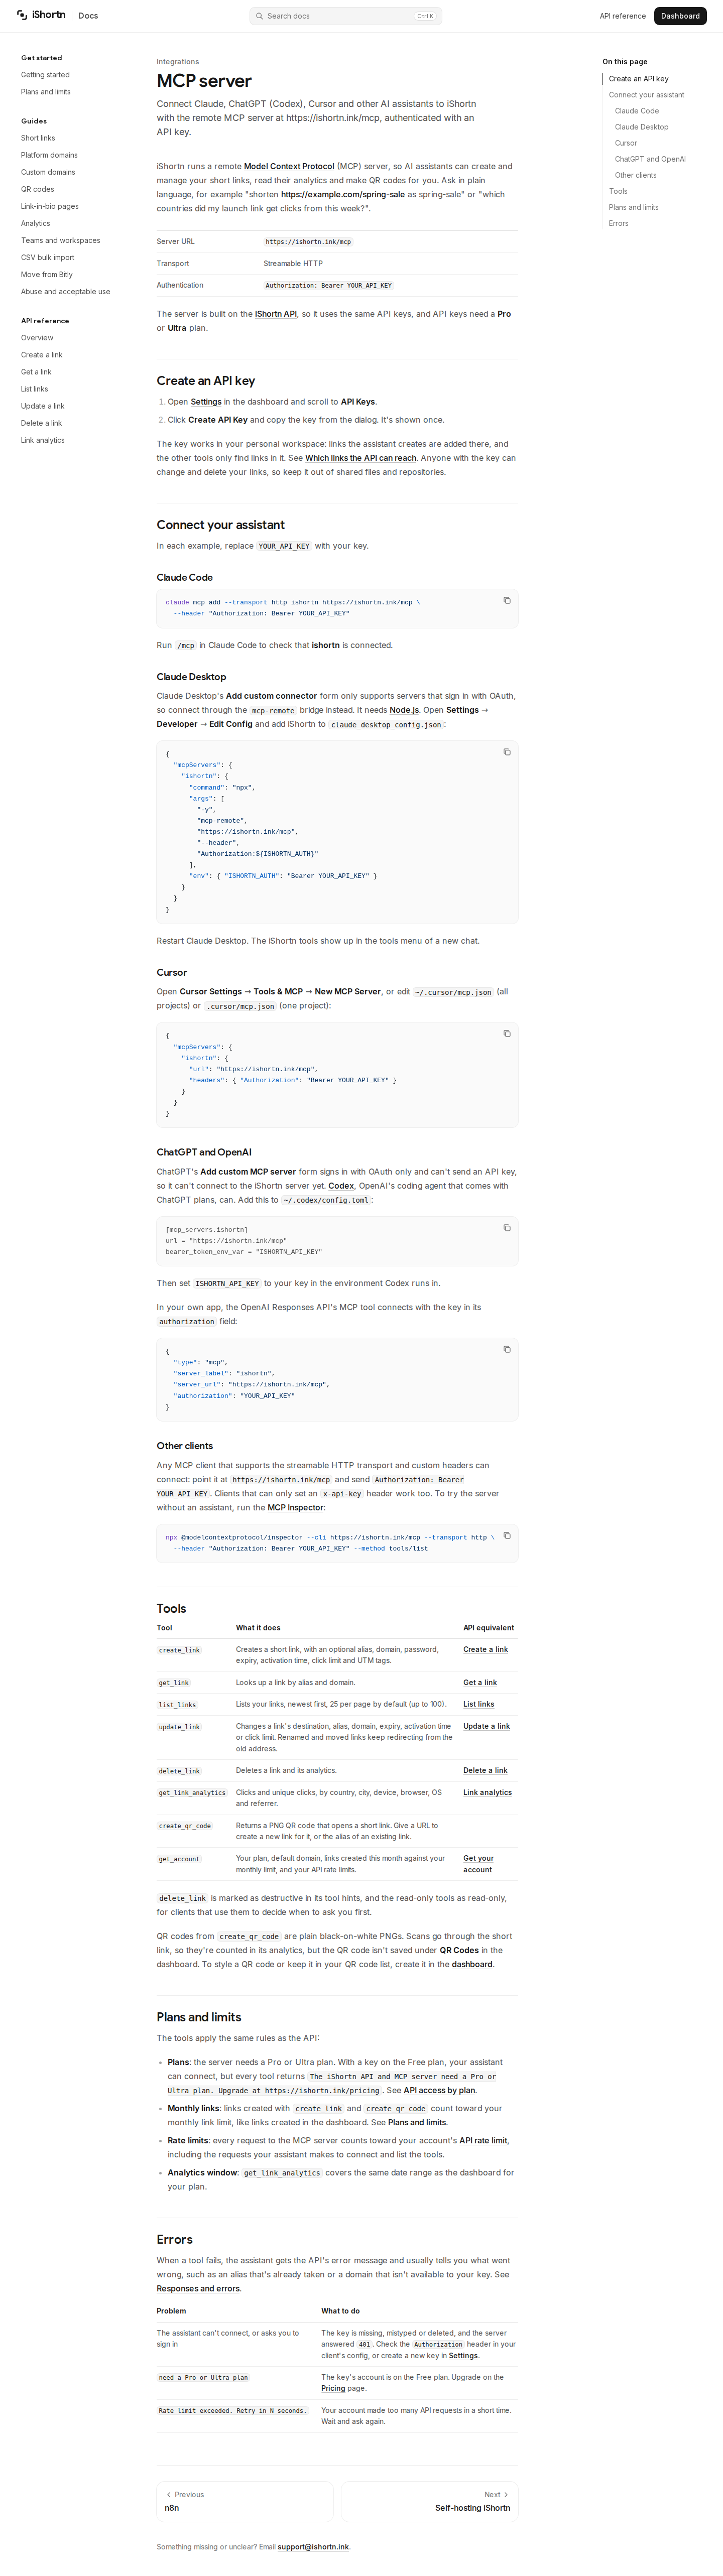 iShortn
Docs
Search docs
Ctrl K
API reference
Dashboard
Get started
Getting started
Plans and limits
Guides
Short links
Platform domains
Custom domains
QR codes
Link-in-bio pages
Analytics
Teams and workspaces
CSV bulk import
Move from Bitly
Abuse and acceptable use
API reference
Overview
Create a link
Get a link
List links
Update a link
Delete a link
Link analytics
Integrations
MCP server
Connect Claude, ChatGPT (Codex), Cursor and other AI assistants to iShortn
with the remote MCP server at https://ishortn.ink/mcp, authenticated with an
API key.
iShortn runs a remote Model Context Protocol (MCP) server, so AI assistants can create and
manage your short links, read their analytics and make QR codes for you. Ask in plain
language, for example "shorten https://example.com/spring-sale as spring-sale" or "which
countries did my launch link get clicks from this week?".
Server URL https://ishortn.ink/mcp
Transport Streamable HTTP
Authentication Authorization: Bearer YOUR_API_KEY
The server is built on the iShortn API, so it uses the same API keys, and API keys need a Pro
or Ultra plan.
Create an API key
1. Open Settings in the dashboard and scroll to API Keys.
2. Click Create API Key and copy the key from the dialog. It's shown once.
The key works in your personal workspace: links the assistant creates are added there, and
the other tools only find links in it. See Which links the API can reach. Anyone with the key can
change and delete your links, so keep it out of shared files and repositories.
Connect your assistant
In each example, replace YOUR_API_KEY with your key.
Claude Code
claude mcp add --transport http ishortn https://ishortn.ink/mcp \
--header "Authorization: Bearer YOUR_API_KEY"
Run /mcp in Claude Code to check that ishortn is connected.
Claude Desktop
Claude Desktop's Add custom connector form only supports servers that sign in with OAuth,
so connect through the mcp-remote bridge instead. It needs Node.js. Open Settings →
Developer → Edit Config and add iShortn to claude_desktop_config.json:
{
"mcpServers": {
"ishortn": {
"command": "npx",
"args": [
"-y",
"mcp-remote",
"https://ishortn.ink/mcp",
"--header",
"Authorization:${ISHORTN_AUTH}"
],
"env": { "ISHORTN_AUTH": "Bearer YOUR_API_KEY" }
}
}
}
Restart Claude Desktop. The iShortn tools show up in the tools menu of a new chat.
Cursor
Open Cursor Settings → Tools & MCP → New MCP Server, or edit ~/.cursor/mcp.json (all
projects) or .cursor/mcp.json (one project):
{
"mcpServers": {
"ishortn": {
"url": "https://ishortn.ink/mcp",
"headers": { "Authorization": "Bearer YOUR_API_KEY" }
}
}
}
ChatGPT and OpenAI
ChatGPT's Add custom MCP server form signs in with OAuth only and can't send an API key,
so it can't connect to the iShortn server yet. Codex, OpenAI's coding agent that comes with
ChatGPT plans, can. Add this to ~/.codex/config.toml:
[mcp_servers.ishortn]
url = "https://ishortn.ink/mcp"
bearer_token_env_var = "ISHORTN_API_KEY"
Then set ISHORTN_API_KEY to your key in the environment Codex runs in.
In your own app, the OpenAI Responses API's MCP tool connects with the key in its
authorization field:
{
"type": "mcp",
"server_label": "ishortn",
"server_url": "https://ishortn.ink/mcp",
"authorization": "YOUR_API_KEY"
}
Other clients
Any MCP client that supports the streamable HTTP transport and custom headers can
connect: point it at https://ishortn.ink/mcp and send Authorization: Bearer
YOUR_API_KEY. Clients that can only set an x-api-key header work too. To try the server
without an assistant, run the MCP Inspector:
npx @modelcontextprotocol/inspector --cli https://ishortn.ink/mcp --transport http \
--header "Authorization: Bearer YOUR_API_KEY" --method tools/list
Tools
Tool What it does API equivalent
create_link Creates a short link, with an optional alias, domain, password, Create a link
expiry, activation time, click limit and UTM tags.
get_link Looks up a link by alias and domain. Get a link
list_links Lists your links, newest first, 25 per page by default (up to 100). List links
update_link Changes a link's destination, alias, domain, expiry, activation time Update a link
or click limit. Renamed and moved links keep redirecting from the
old address.
delete_link Deletes a link and its analytics. Delete a link
get_link_analytics Clicks and unique clicks, by country, city, device, browser, OS Link analytics
and referrer.
create_qr_code Returns a PNG QR code that opens a short link. Give a URL to
create a new link for it, or the alias of an existing link.
get_account Your plan, default domain, links created this month against your Get your
monthly limit, and your API rate limits. account
delete_link is marked as destructive in its tool hints, and the read-only tools as read-only,
for clients that use them to decide when to ask you first.
QR codes from create_qr_code are plain black-on-white PNGs. Scans go through the short
link, so they're counted in its analytics, but the QR code isn't saved under QR Codes in the
dashboard. To style a QR code or keep it in your QR code list, create it in the dashboard.
Plans and limits
The tools apply the same rules as the API:
• Plans: the server needs a Pro or Ultra plan. With a key on the Free plan, your assistant
can connect, but every tool returns The iShortn API and MCP server need a Pro or
Ultra plan. Upgrade at https://ishortn.ink/pricing. See API access by plan.
• Monthly links: links created with create_link and create_qr_code count toward your
monthly link limit, like links created in the dashboard. See Plans and limits.
• Rate limits: every request to the MCP server counts toward your account's API rate limit,
including the requests your assistant makes to connect and list the tools.
• Analytics window: get_link_analytics covers the same date range as the dashboard for
your plan.
Errors
When a tool fails, the assistant gets the API's error message and usually tells you what went
wrong, such as an alias that's already taken or a domain that isn't available to your key. See
Responses and errors.
Problem What to do
The assistant can't connect, or asks you to The key is missing, mistyped or deleted, and the server
sign in answered 401. Check the Authorization header in your
client's config, or create a new key in Settings.
need a Pro or Ultra plan The key's account is on the Free plan. Upgrade on the
Pricing page.
Rate limit exceeded. Retry in N seconds. Your account made too many API requests in a short time.
Wait and ask again.
Previous
n8n
Next
Self-hosting iShortn
Something missing or unclear? Email support@ishortn.ink.
On this page
Create an API key
Connect your assistant
Claude Code
Claude Desktop
Cursor
ChatGPT and OpenAI
Other clients
Tools
Plans and limits
Errors